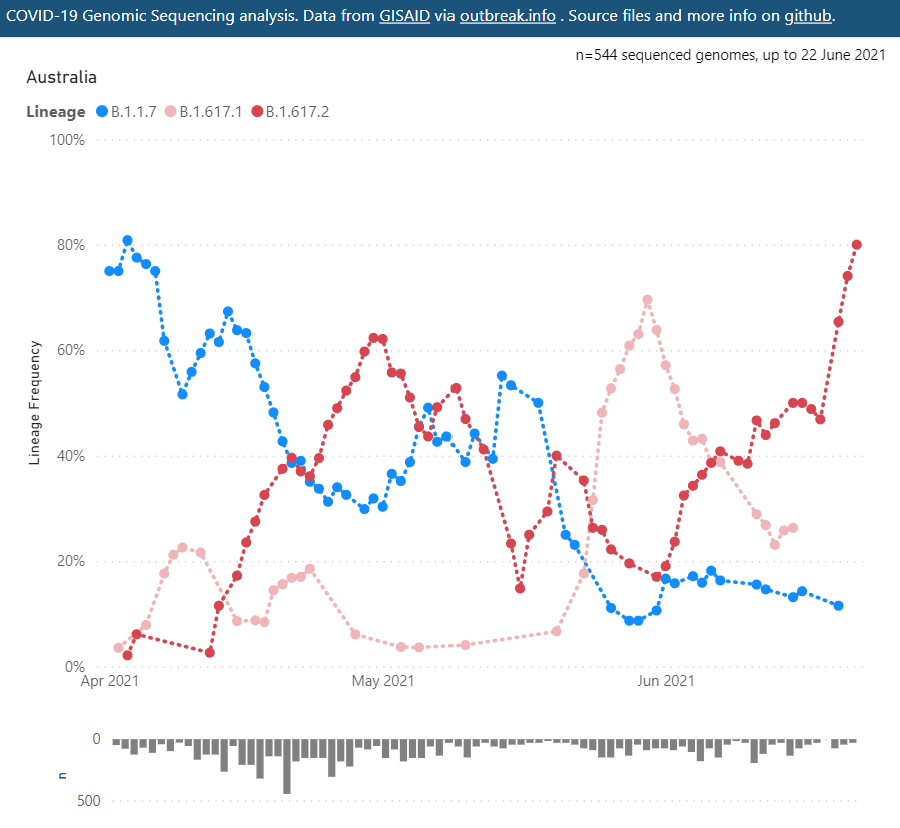 COVID-19 Genomic Sequencing analysis. Data from GISAID via outbreak.info . Source files and more info on github.
n=544 sequenced genomes, up to 22 June 2021
Australia
Lineage B.1.1.7 B.1.617.1 B.1.617.2
100%
80%
60%
40%
20%
0%
Lineage Frequency
Apr 2021 May 2021 Jun 2021
0
n
500